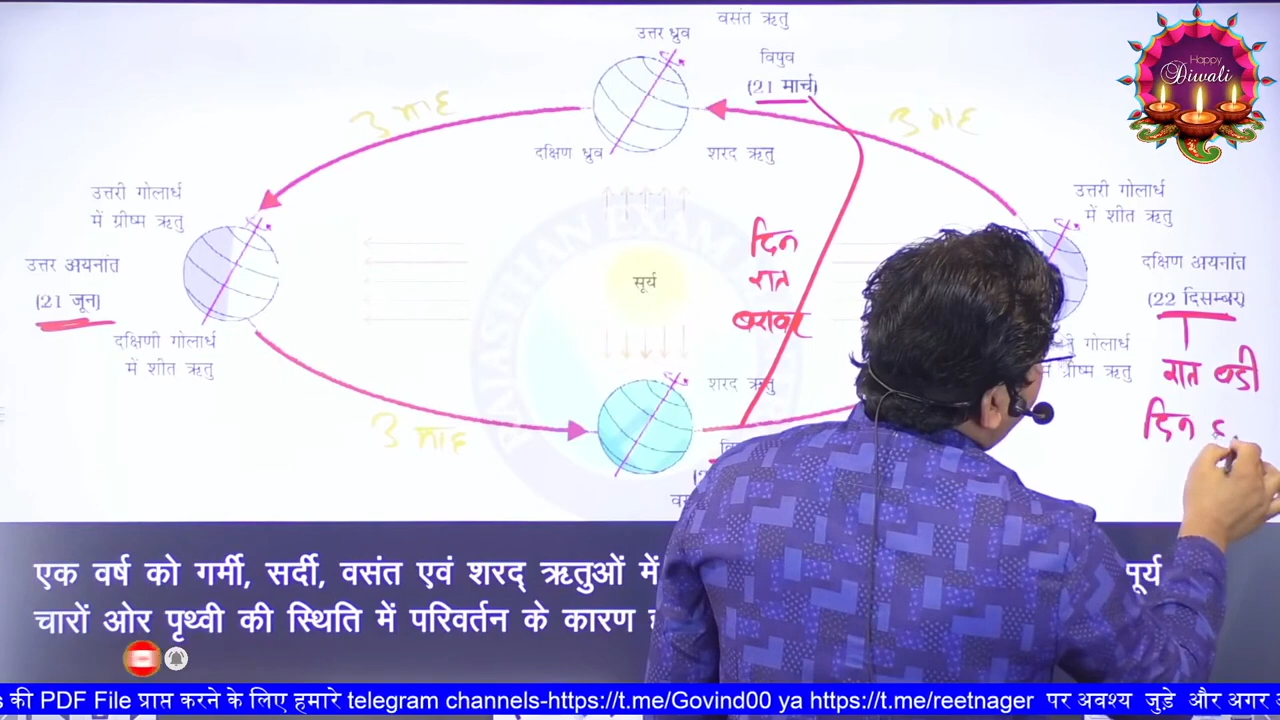 वसंत ऋतु
उत्तर ध्रुव
विषुव
(21 मार्च)
Happy
Diwali
3 माह
3 माह
दक्षिण ध्रुव
शरद ऋतु
उत्तरी गोलार्ध
में ग्रीष्म ऋतु
उत्तरी गोलार्ध
में शीत ऋतु
उत्तर अयनांत
(21 जून)
दक्षिण अयनांत
(22 दिसम्बर)
सूर्य
दिन
रात
बराबर
दक्षिणी गोलार्ध
में शीत ऋतु
गोलार्ध
ग्रीष्म ऋतु
शरद ऋतु
रात बडी
दिन
3 माह
एक वर्ष को गर्मी, सर्दी, वसंत एवं शरद् ऋतुओं में
चारों ओर पृथ्वी की स्थिति में परिवर्तन के कारण
की PDF File प्राप्त करने के लिए हमारे telegram channels-https://t.me/Govind00 ya https://t.me/reetnager पर अवश्य जुड़े और अगर